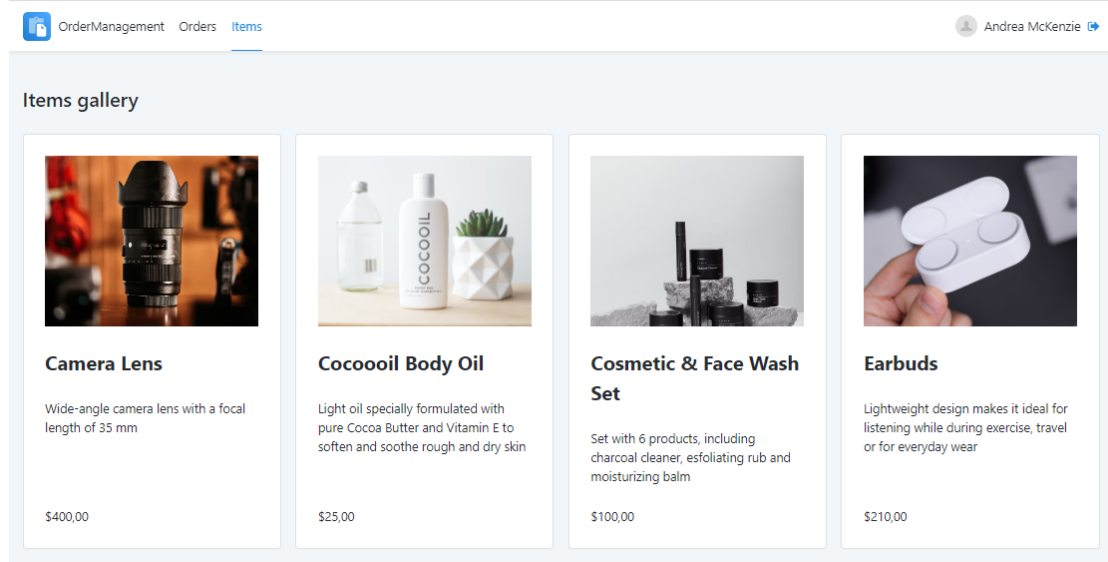 OrderManagement Orders Items Andrea McKenzie
Items gallery
COCOOIL
Camera Lens
Wide-angle camera lens with a focal
length of 35 mm
$400,00
Cocoooil Body Oil
Light oil specially formulated with
pure Cocoa Butter and Vitamin E to
soften and soothe rough and dry skin
$25,00
Cosmetic & Face Wash
Set
Set with 6 products, including
charcoal cleaner, esfoliating rub and
moisturizing balm
$100,00
Earbuds
Lightweight design makes it ideal for
listening while during exercise, travel
or for everyday wear
$210,00